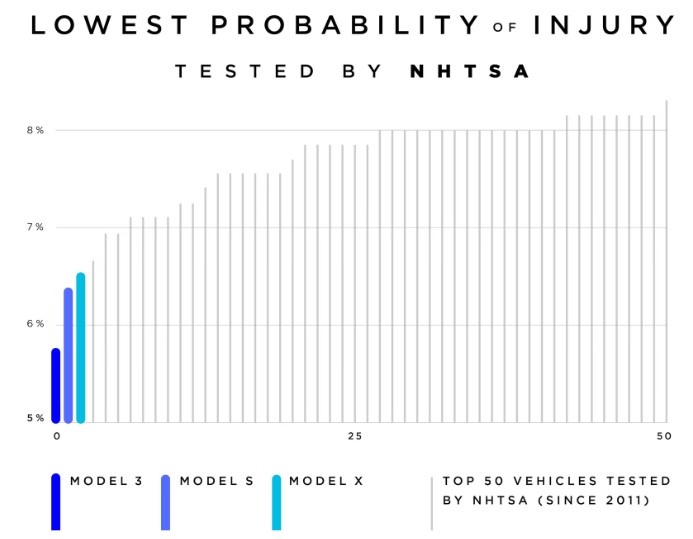 LOWEST PROBABILITY OF INJURY
TESTED BY NHTSA
8%
7%
6%
5%
0 25 50
MODEL 3 MODEL S MODEL X TOP 50 VEHICLES TESTED
BY NHTSA (SINCE 2011)